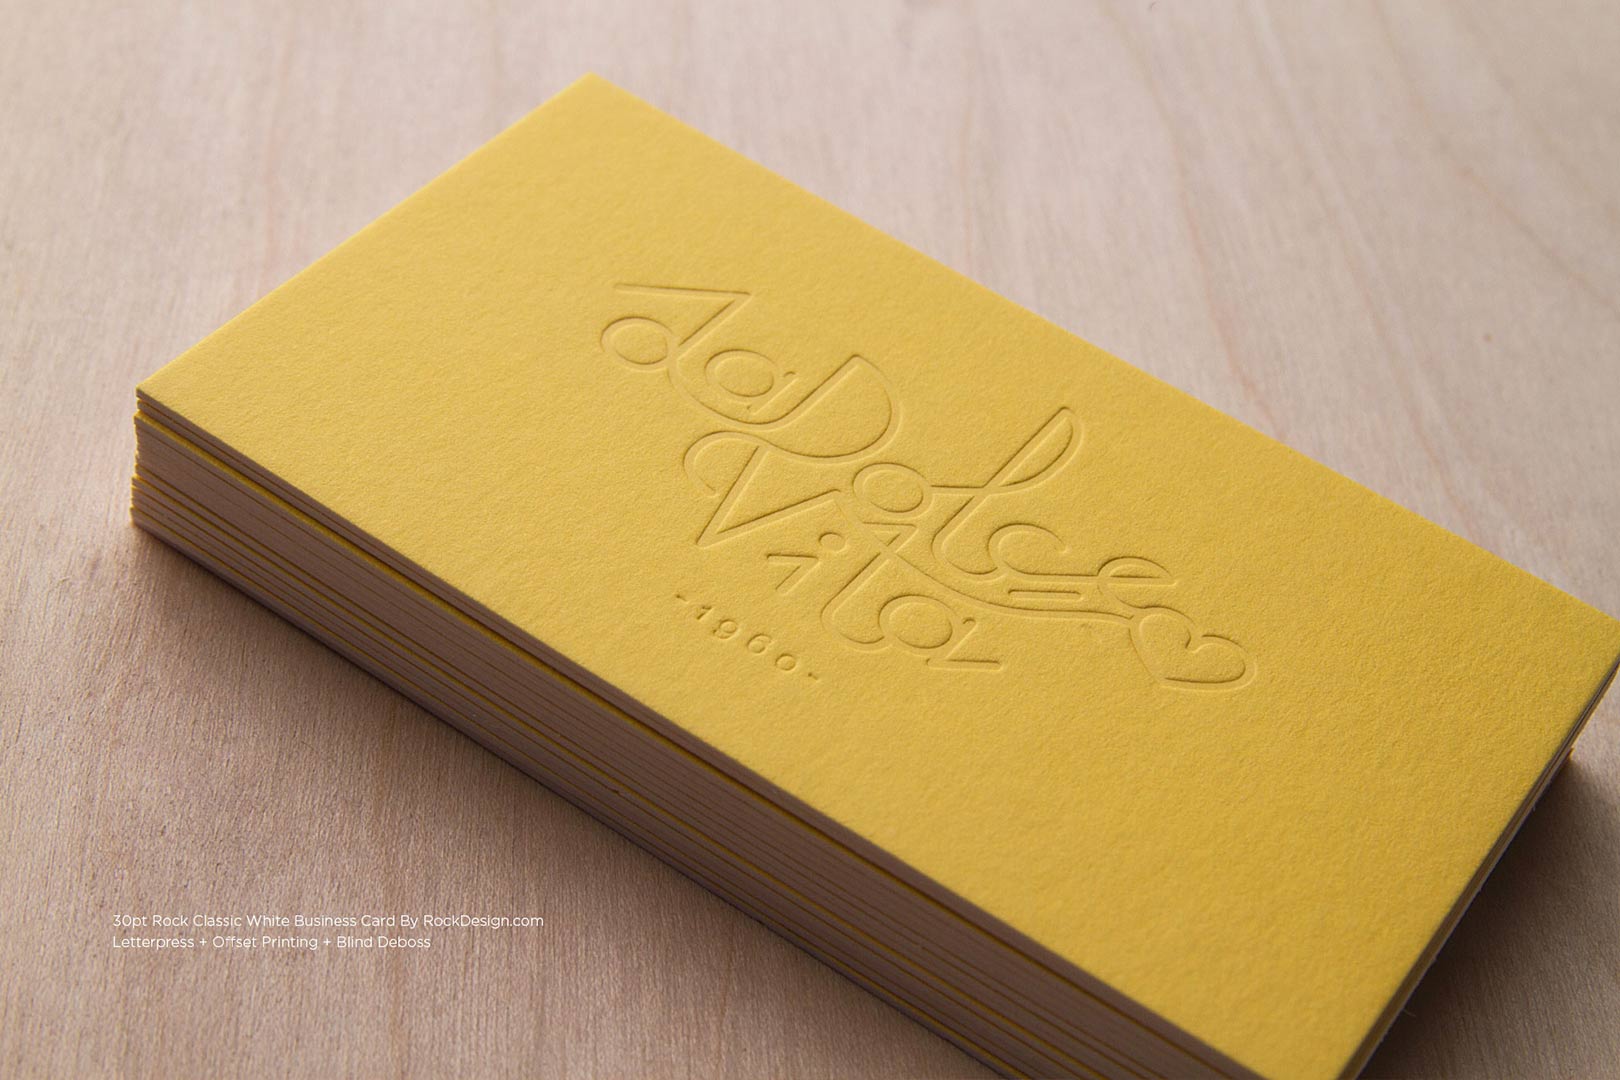 La Dolce
Vita
-1960-
30pt Rock Classic White Business Card By RockDesign.com
Letterpress + Offset Printing + Blind Deboss